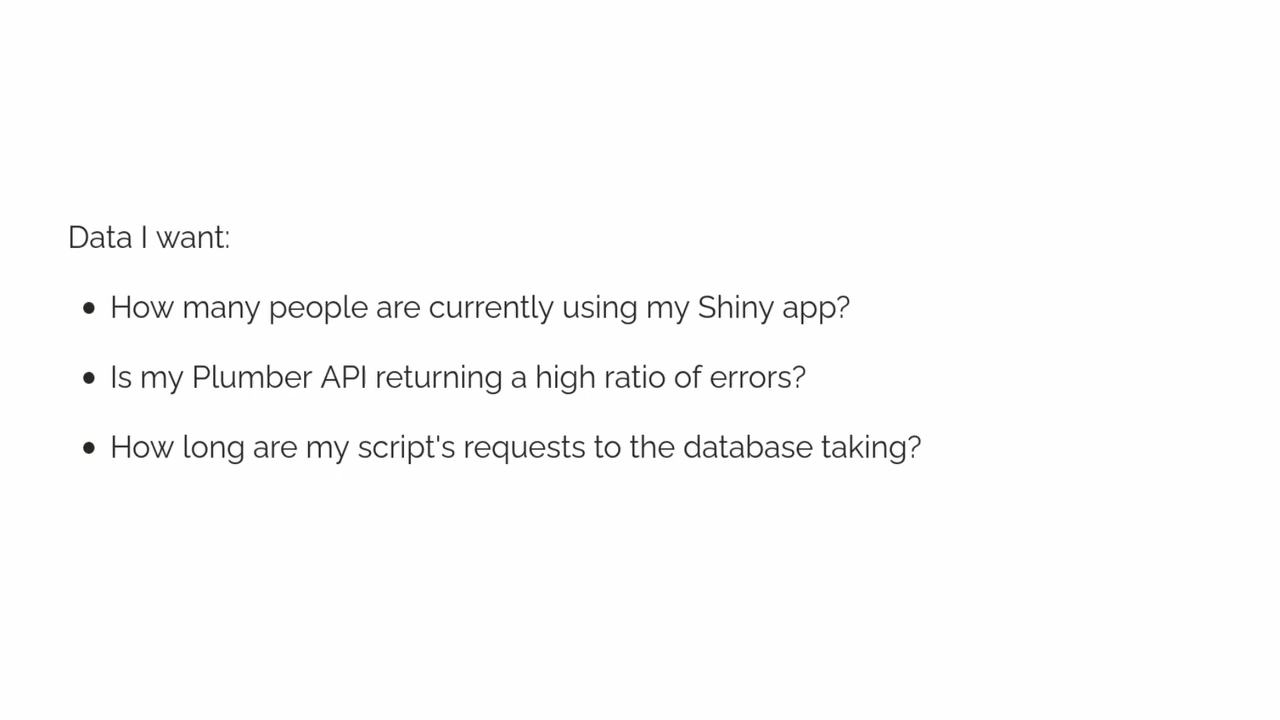 Data I want:
• How many people are currently using my Shiny app?
• Is my Plumber API returning a high ratio of errors?
• How long are my script's requests to the database taking?